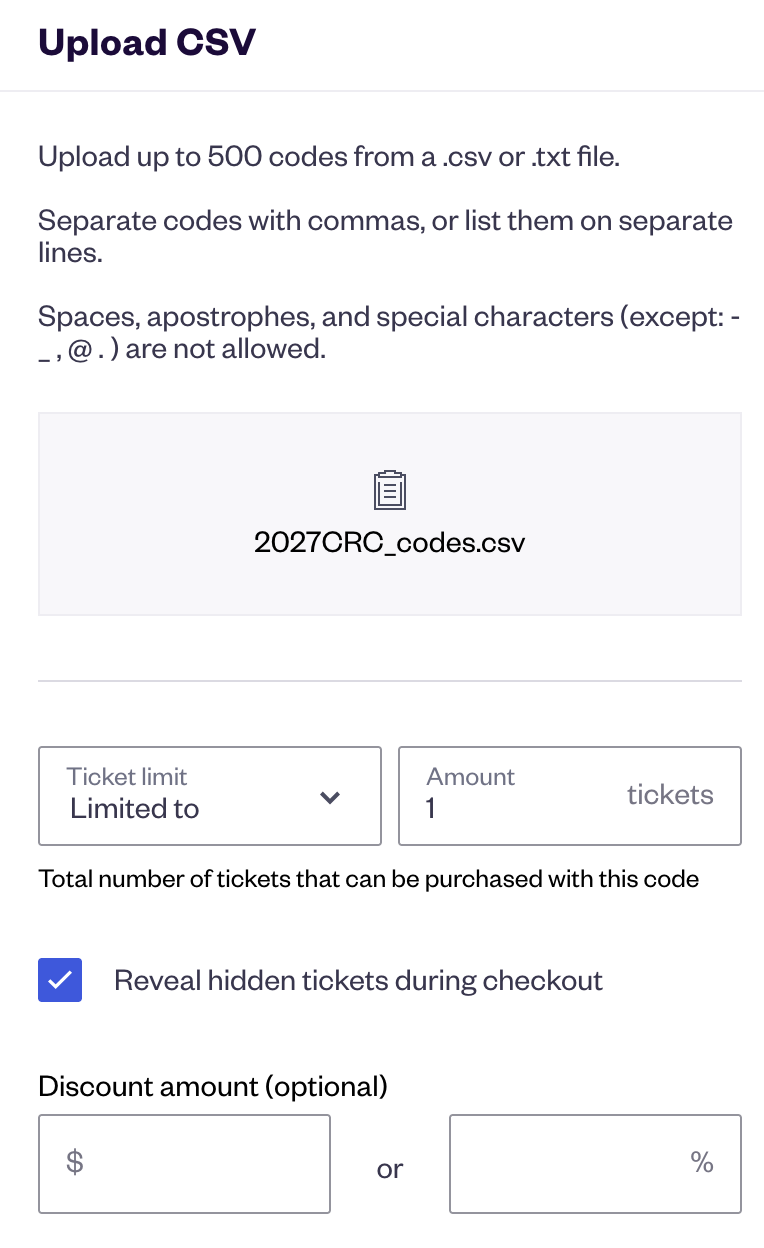 Upload CSV
Upload up to 500 codes from a .csv or .txt file.
Separate codes with commas, or list them on separate
lines.
Spaces, apostrophes, and special characters (except: -
_ , @ . ) are not allowed.
2027CRC_codes.csv
Ticket limit
Limited to
Amount
1
tickets
Total number of tickets that can be purchased with this code
Reveal hidden tickets during checkout
Discount amount (optional)
$
or
%